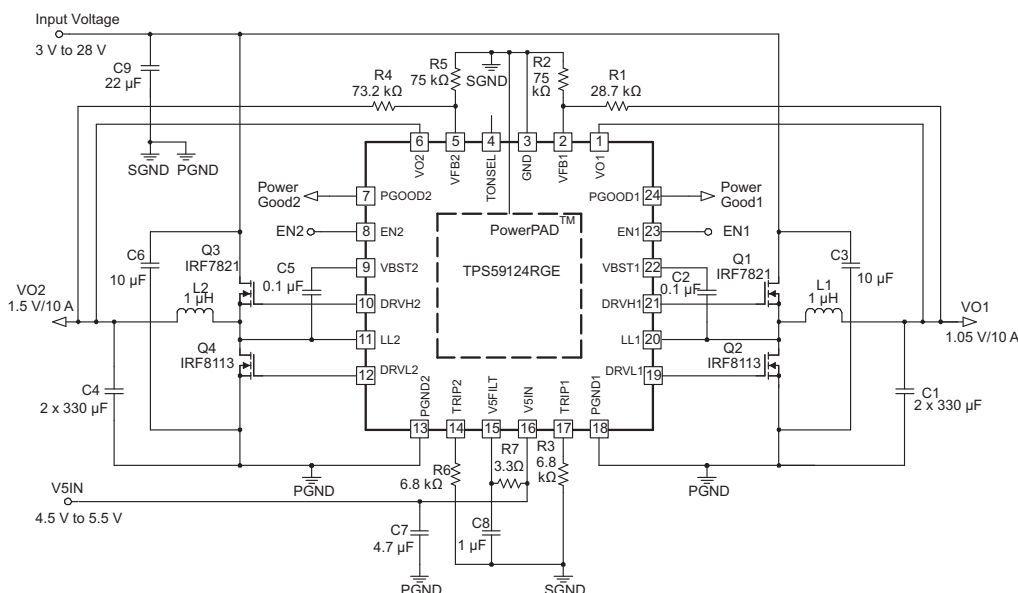 Input Voltage
3 V to 28 V
C9
22 µF
SGND
PGND
R4
73.2 kΩ
R5
75 kΩ
SGND
R2
75
kΩ
R1
28.7 kΩ
6
5
4
3
2
1
VO2
VFB2
TONSEL
GND
VFB1
VO1
Power
Good2
7
PGOOD2
PGOOD1
24
Power
Good1
EN2
8
EN2
PowerPAD
TM
EN1
23
EN1
C6
10 µF
Q3
IRF7821
C5
0.1 µF
9
VBST2
TPS59124RGE
VBST1
22
C2
0.1 µF
Q1
IRF7821
C3
10 µF
VO2
1.5 V/10 A
L2
1 µH
10
DRVH2
DRVH1
21
L1
1 µH
VO1
1.05 V/10 A
Q4
IRF8113
11
LL2
LL1
20
Q2
IRF8113
12
DRVL2
DRVL1
19
C4
2 x 330 µF
C1
2 x 330 µF
PGND2
TRIP2
V5FILT
V5IN
TRIP1
PGND1
13
14
15
16
17
18
PGND
R6
6.8 kΩ
R7
3.3Ω
R3
6.8
kΩ
PGND
V5IN
4.5 V to 5.5 V
C7
4.7 µF
C8
1 µF
PGND
SGND